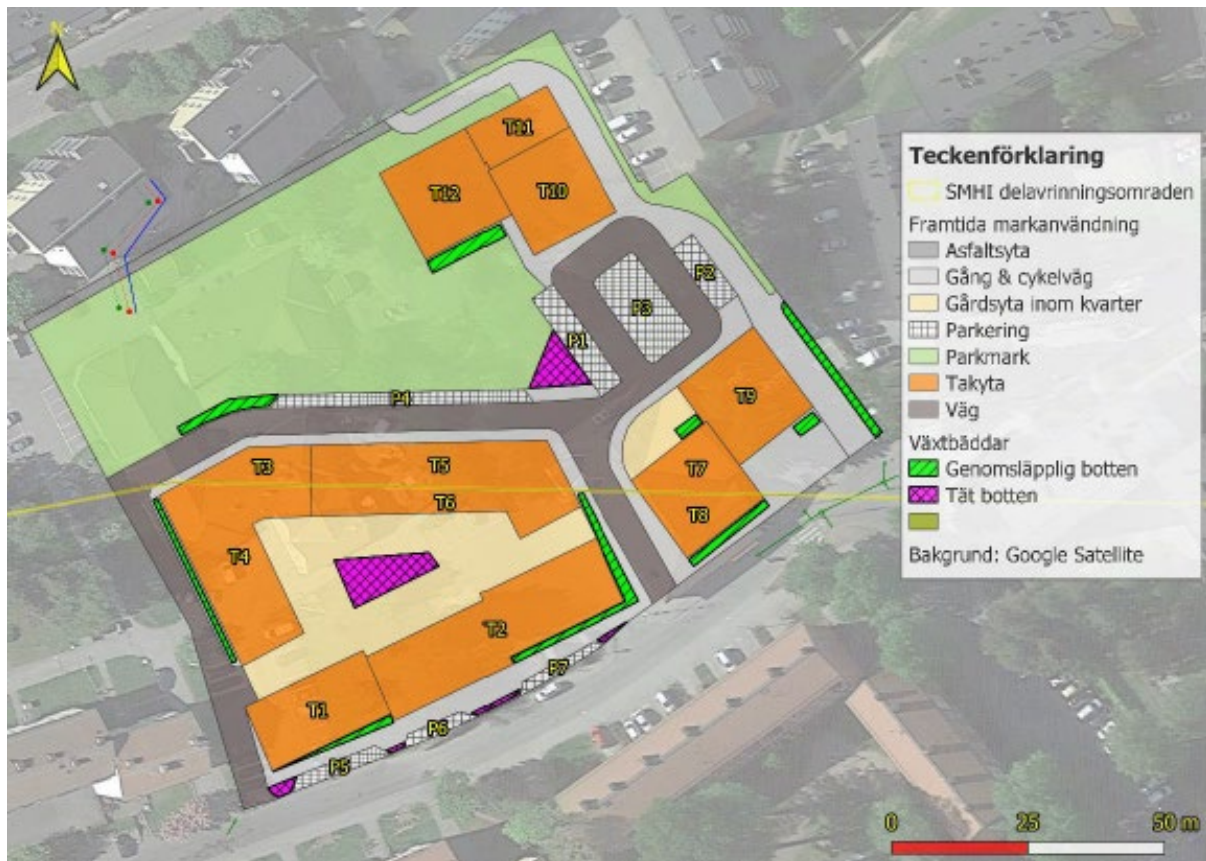 N
T11
T12
T10
P2
P3
P1
P4
T9
T3
T5
T7
T6
T8
T4
T2
P7
T1
P6
P5
Teckenförklaring
SMHI delavrinningsområden
Framtida markanvändning
Asfaltsyta
Gång & cykelväg
Gårdsyta inom kvarter
Parkering
Parkmark
Takyta
Väg
Växtbäddar
Genomsläpplig botten
Tät botten
Bakgrund: Google Satellite
0 25 50 m